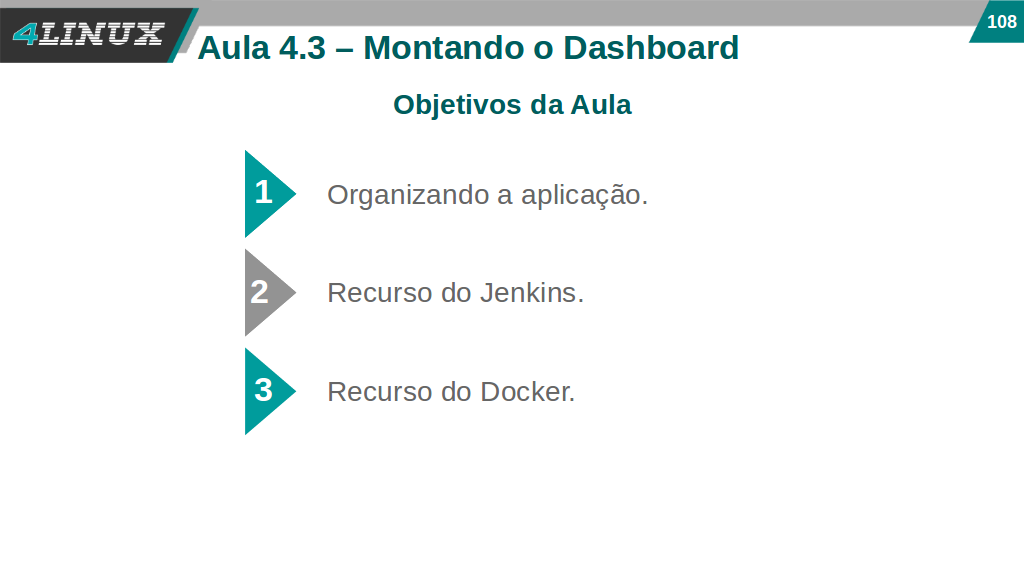 4LINUX
108
Aula 4.3 – Montando o Dashboard
Objetivos da Aula
1 Organizando a aplicação.
2 Recurso do Jenkins.
3 Recurso do Docker.